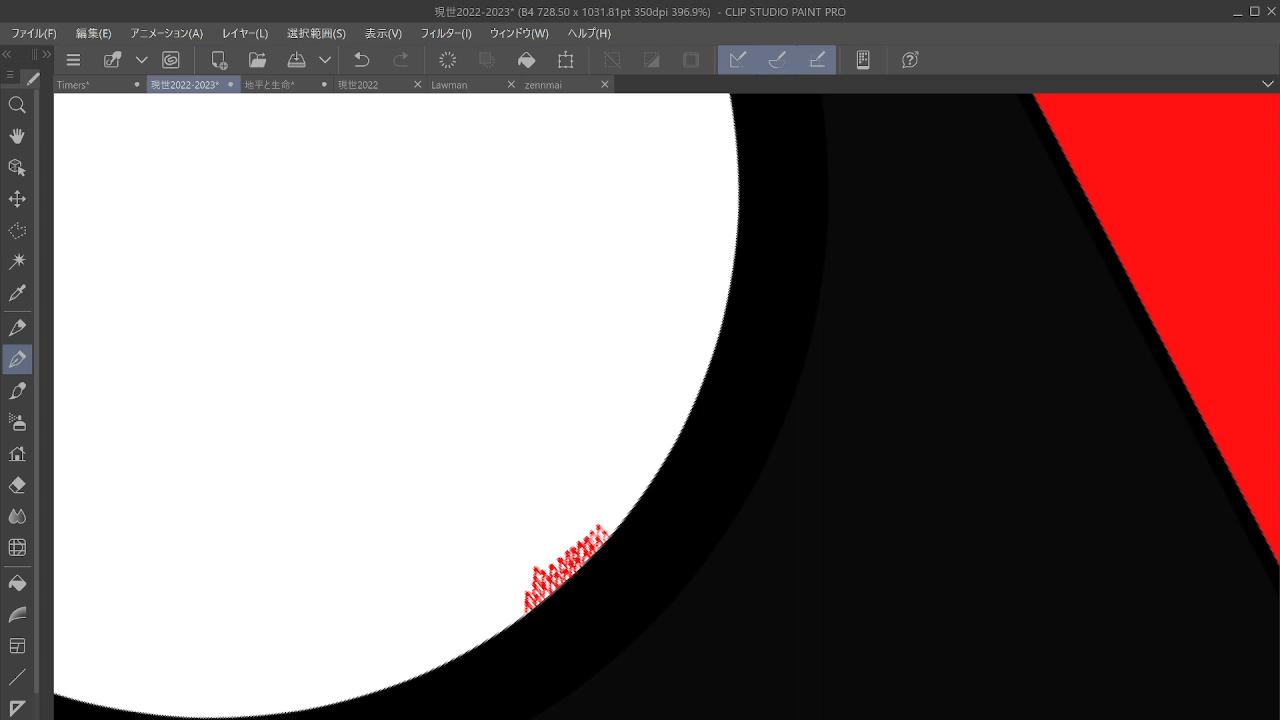 現世2022-2023* (B4 728.50 x 1031.81pt 350dpi 396.9%) - CLIP STUDIO PAINT PRO
ファイル(F) 編集(E) アニメーション(A) レイヤー(L) 選択範囲(S) 表示(V) フィルター(I) ウィンドウ(W) ヘルプ(H)
Timers* 現世2022-2023* 地平と生命* 現世2022 Lawman zennmai